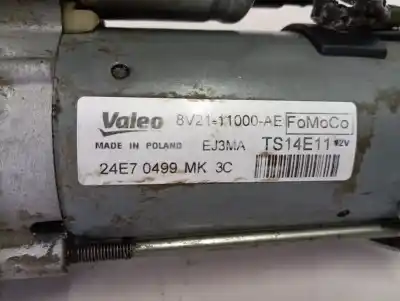 Valeo 8V21-11000-AE FoMoCo
MADE IN POLAND EJ3MA TS14E11 12V
24E7 0499 MK 3C